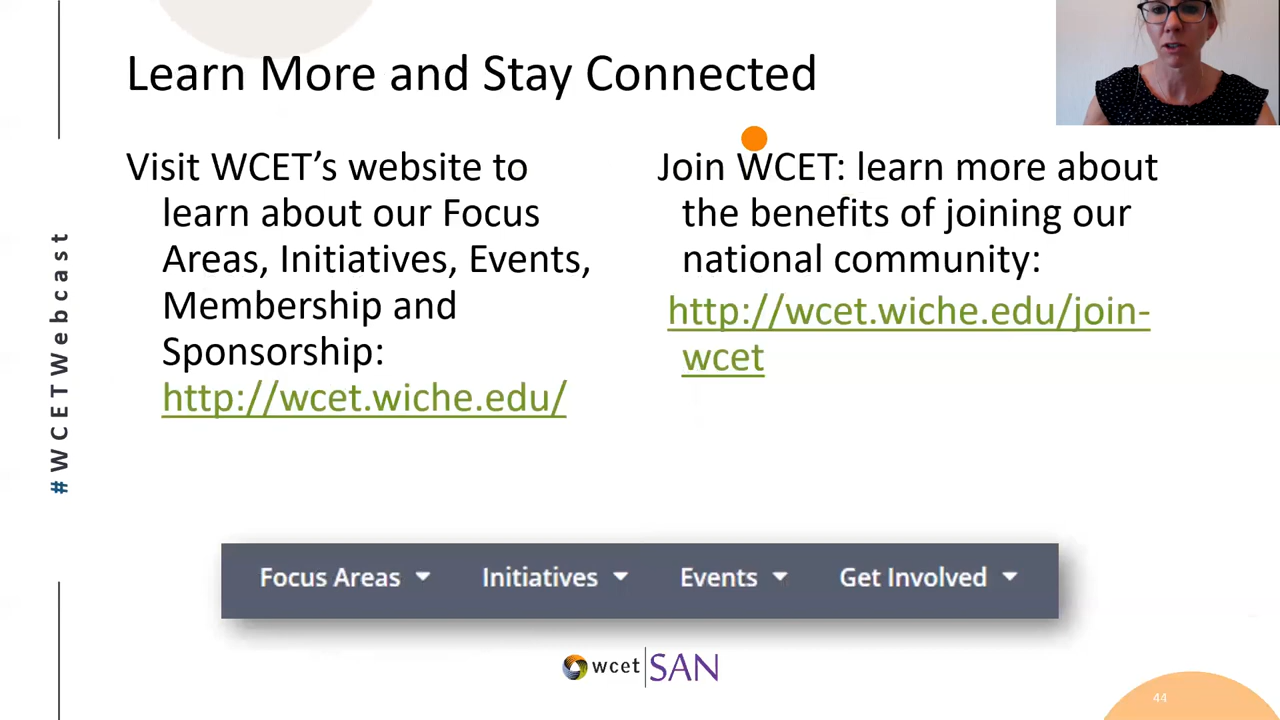 Learn More and Stay Connected
Visit WCET’s website to
learn about our Focus
Areas, Initiatives, Events,
Membership and
Sponsorship:
http://wcet.wiche.edu/
Join WCET: learn more about
the benefits of joining our
national community:
http://wcet.wiche.edu/join-
wcet
#WCETWebcast
Focus Areas Initiatives Events Get Involved
wcet SAN
44